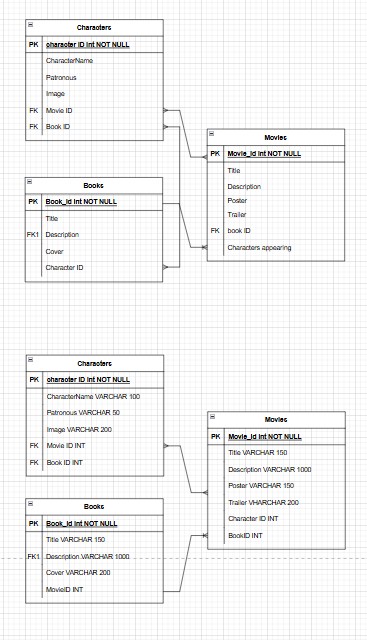 Characters
PK character ID int NOT NULL
CharacterName
Patronous
Image
FK Movie ID
FK Book ID
Movies
PK Movie_id int NOT NULL
Title
Description
Poster
Trailer
FK book ID
Characters appearing
Books
PK Book_id int NOT NULL
Title
FK1 Description
Cover
Character ID
Characters
PK character ID int NOT NULL
CharacterName VARCHAR 100
Patronous VARCHAR 50
Image VARCHAR 200
FK Movie ID INT
FK Book ID INT
Movies
PK Movie_id int NOT NULL
Title VARCHAR 150
Description VARCHAR 1000
Poster VARCHAR 150
Trailer VHARCHAR 200
Character ID INT
BookID INT
Books
PK Book_id int NOT NULL
Title VARCHAR 150
FK1 Description VARCHAR 1000
Cover VARCHAR 200
MovieID INT